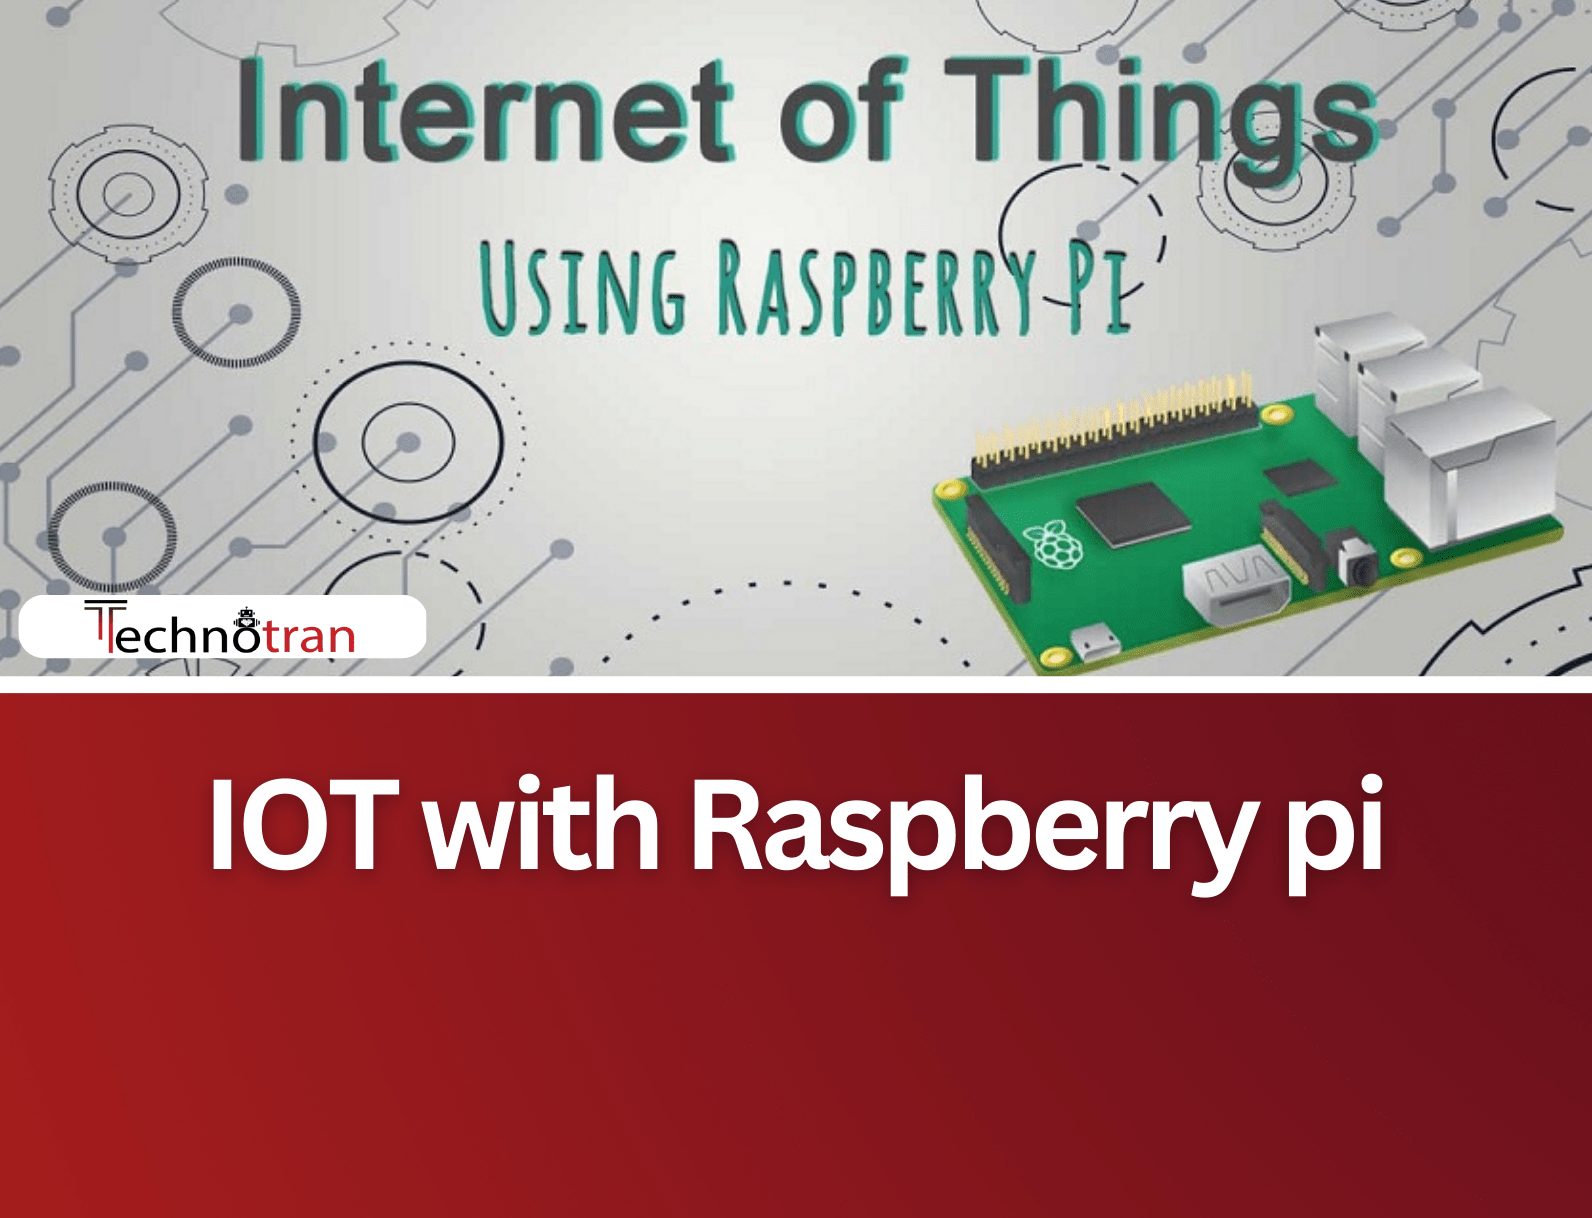 Internet of Things
Using Raspberry Pi
Technotran
IOT with Raspberry pi